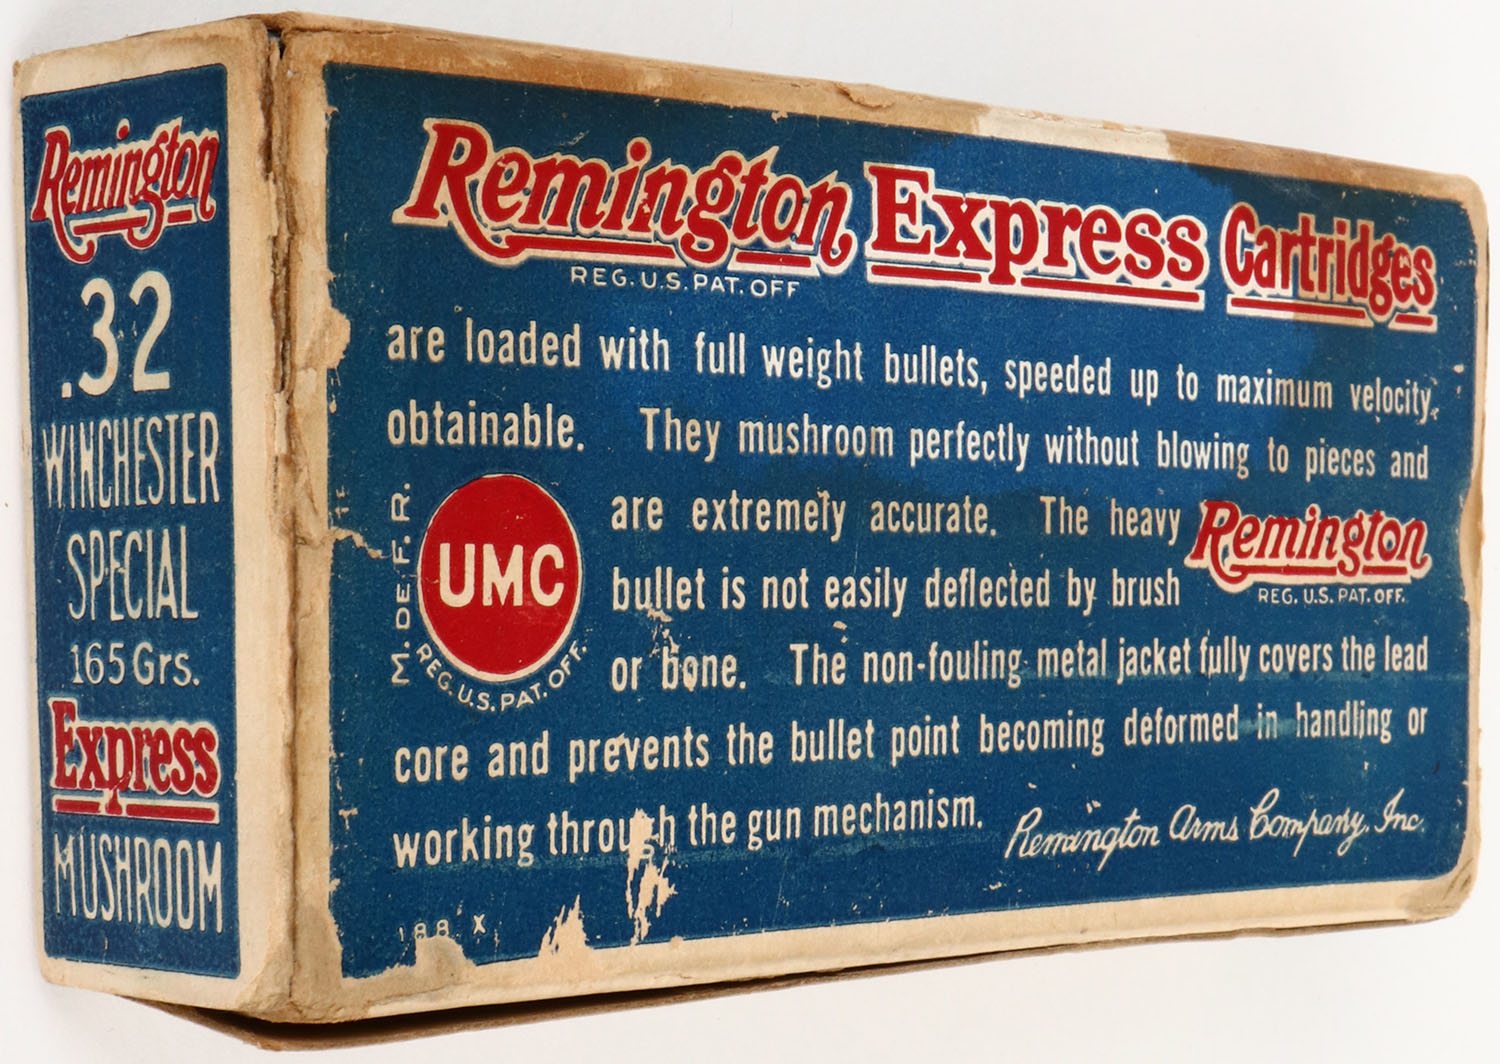 Remington
.32
WINCHESTER
SPECIAL
165 Grs.
Express
MUSHROOM
Remington Express Cartridges
REG. U.S. PAT. OFF
are loaded with full weight bullets, speeded up to maximum velocity
obtainable. They mushroom perfectly without blowing to pieces and
are extremely accurate. The heavy Remington
REG. U.S. PAT. OFF.
bullet is not easily deflected by brush
or bone. The non-fouling metal jacket fully covers the lead
M. DE F. R.
UMC
REG. U.S. PAT. OFF.
core and prevents the bullet point becoming deformed in handling or
working through the gun mechanism.
Remington Arms Company, Inc.
188 X